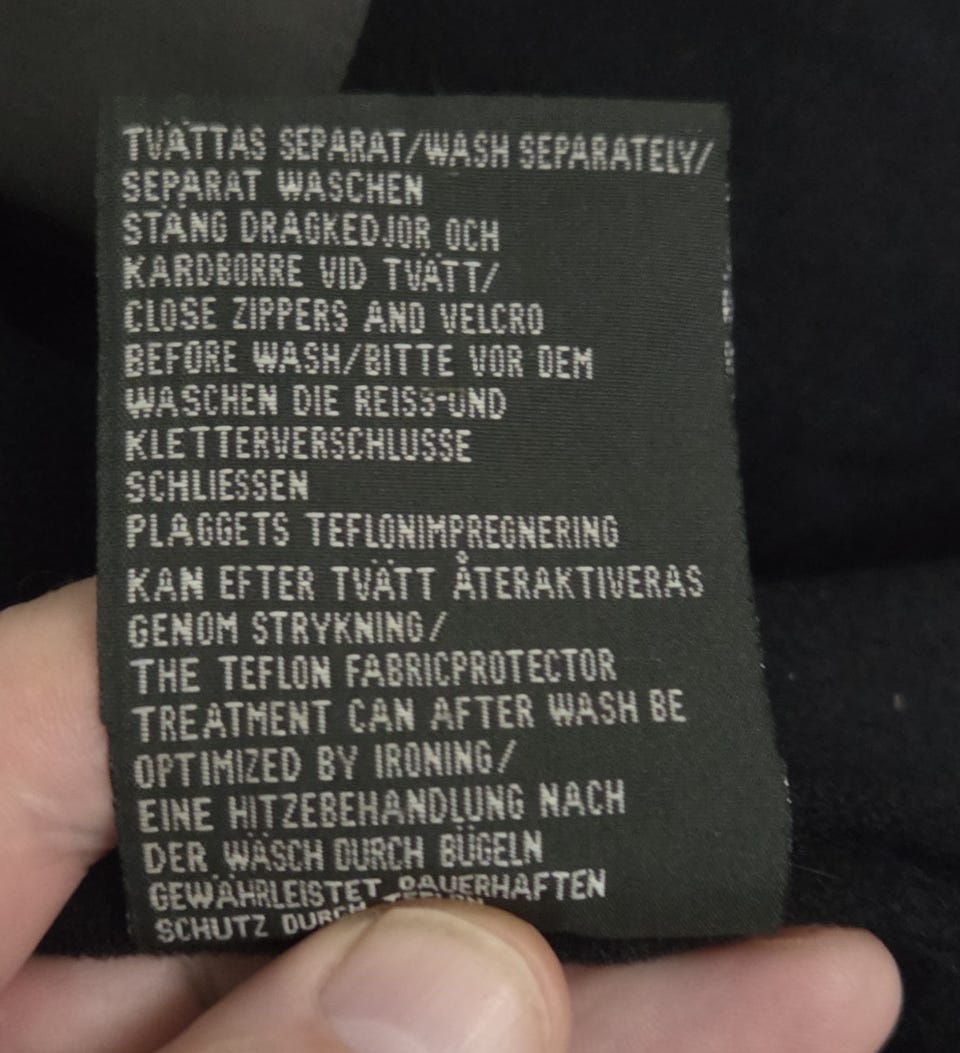 TVÄTTAS SEPARAT/WASH SEPARATELY/
SEPARAT WASCHEN
STÄNG DRAGKEDJOR OCH
KARDBORRE VID TVÄTT/
CLOSE ZIPPERS AND VELCRO
BEFORE WASH/BITTE VOR DEM
WASCHEN DIE REISS-UND
KLETTERVERSCHLUSSE
SCHLIESSEN
PLAGGETS TEFLONIMPREGNERING
KAN EFTER TVÄTT ÅTERAKTIVERAS
GENOM STRYKNING/
THE TEFLON FABRICPROTECTOR
TREATMENT CAN AFTER WASH BE
OPTIMIZED BY IRONING/
EINE HITZEBEHANDLUNG NACH
DER WÄSCH DURCH BÜGELN
GEWÄHRLEISTET DAUERHAFTEN
SCHUTZ DURCH